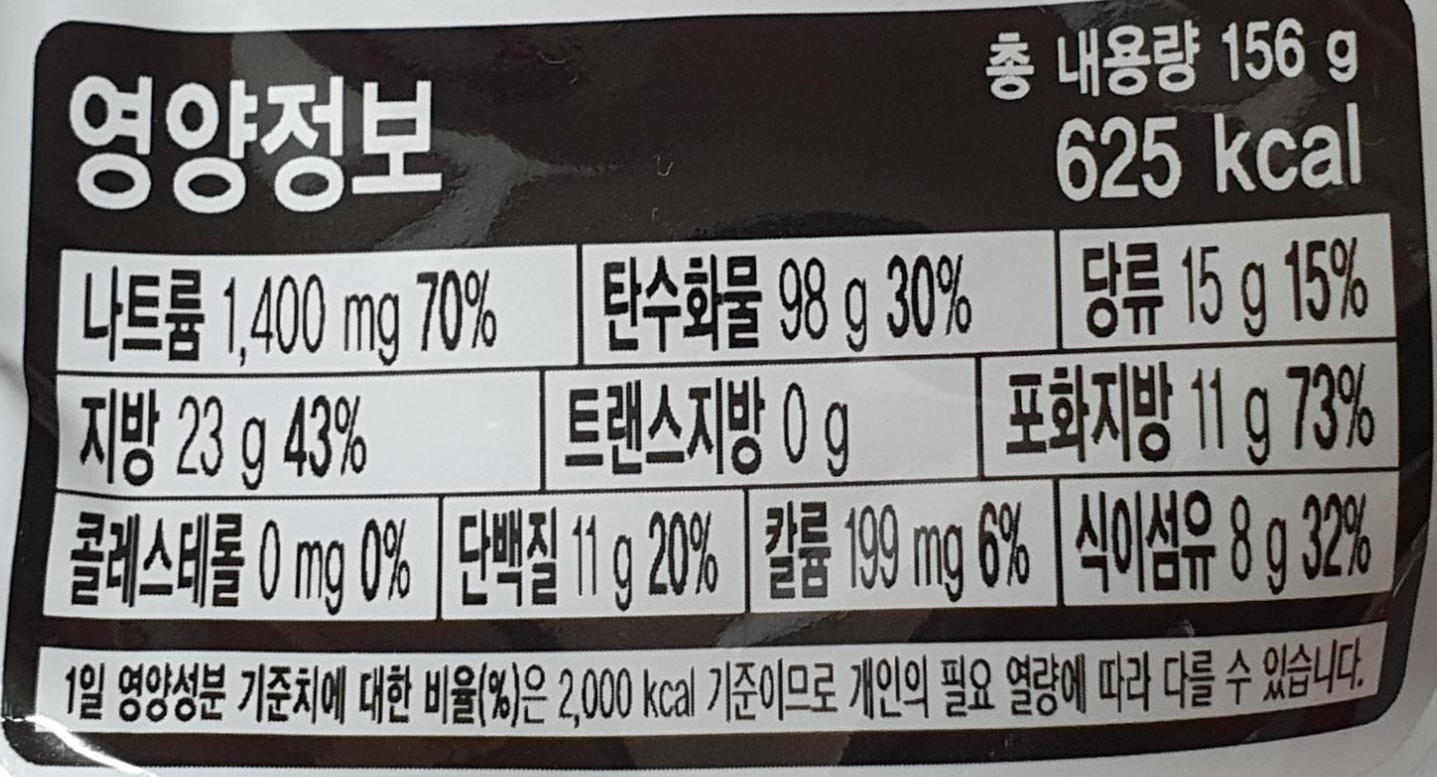 영양정보
총 내용량 156 g
625 kcal
나트륨 1,400 mg 70% 탄수화물 98 g 30% 당류 15 g 15%
지방 23 g 43% 트랜스지방 0 g 포화지방 11 g 73%
콜레스테롤 0 mg 0% 단백질 11 g 20% 칼륨 199 mg 6% 식이섬유 8 g 32%
1일 영양성분 기준치에 대한 비율(%)은 2,000 kcal 기준이므로 개인의 필요 열량에 따라 다를 수 있습니다.